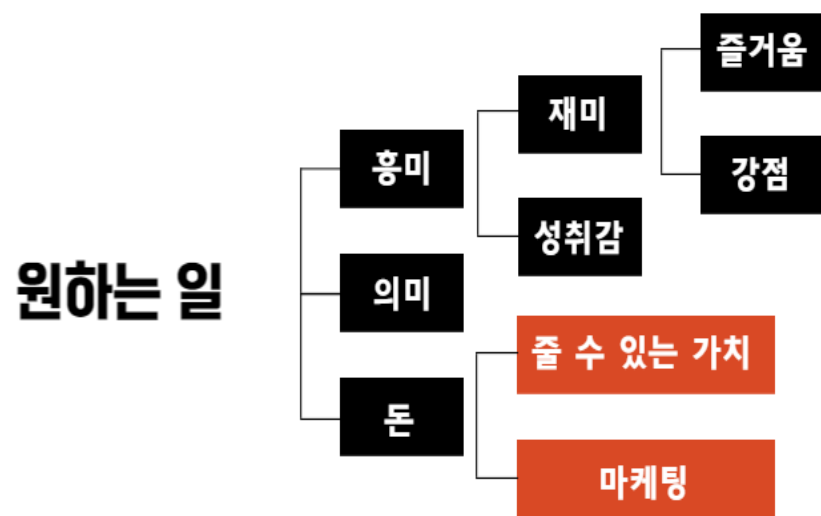 원하는 일
흥미
의미
돈
재미
성취감
즐거움
강점
줄 수 있는 가치
마케팅